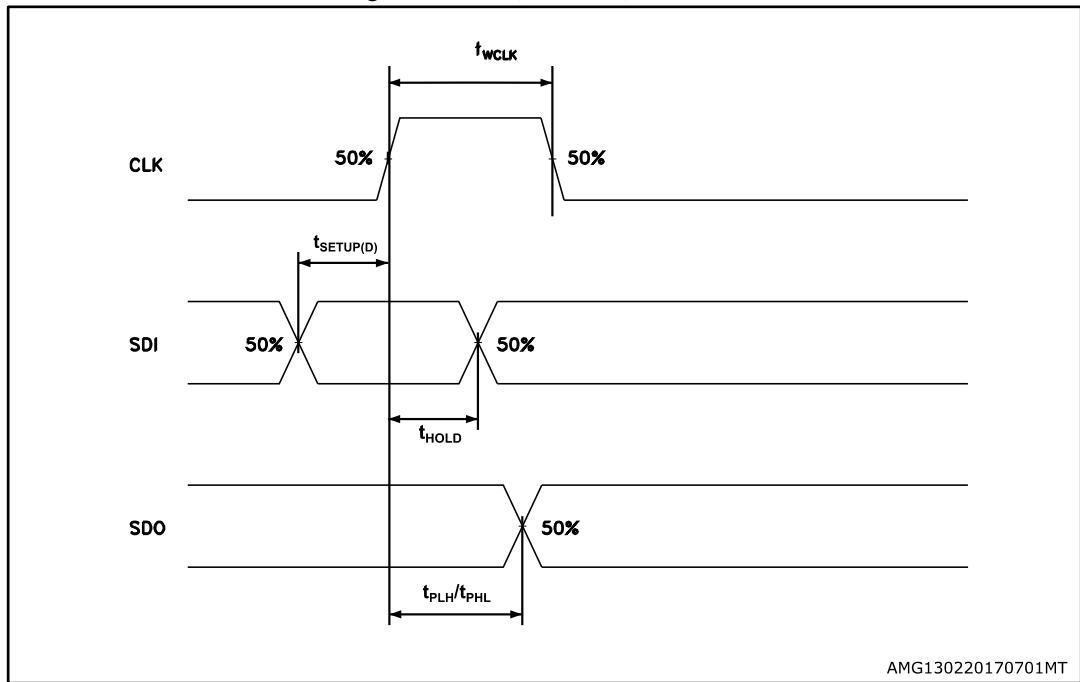 tWCLK
50%
50%
CLK
tSETUP(D)
SDI
50%
50%
tHOLD
SDO
50%
tPLH/tPHL
AMG130220170701MT